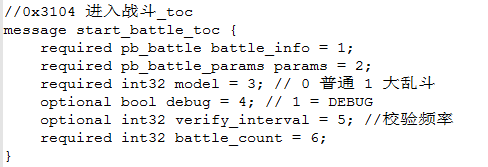 //0x3104 进入战斗_toc
message start_battle_toc {
    required pb_battle battle_info = 1;
    required pb_battle_params params = 2;
    required int32 model = 3; // 0 普通 1 大乱斗
    optional bool debug = 4; // 1 = DEBUG
    optional int32 verify_interval = 5; //校验频率
    required int32 battle_count = 6;
}